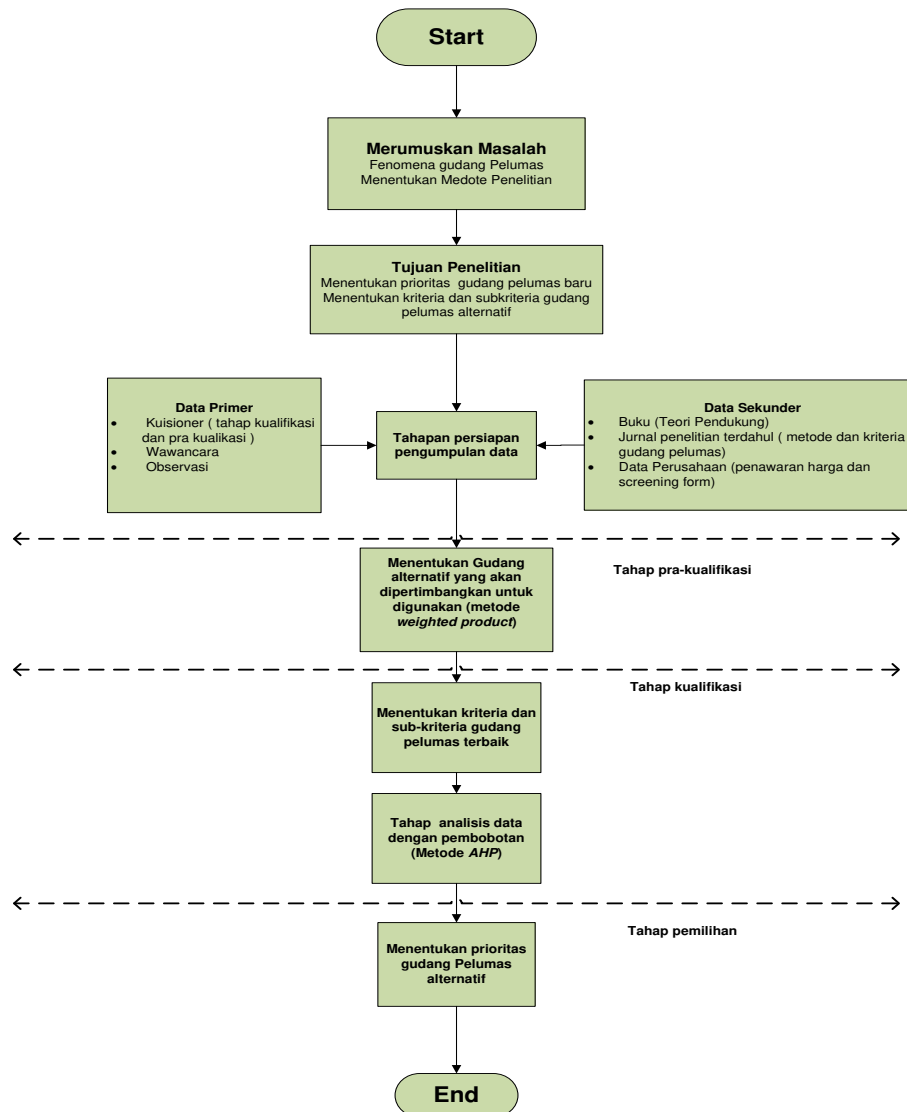 Start
Merumuskan Masalah
Fenomena gudang Pelumas
Menentukan Medote Penelitian
Tujuan Penelitian
Menentukan prioritas gudang pelumas baru
Menentukan kriteria dan subkriteria gudang
pelumas alternatif
Data Primer
• Kuisioner ( tahap kualifikasi
dan pra kualikasi )
• Wawancara
• Observasi
Tahapan persiapan
pengumpulan data
Data Sekunder
• Buku (Teori Pendukung)
• Jurnal penelitian terdahul ( metode dan kriteria
gudang pelumas)
• Data Perusahaan (penawaran harga dan
screening form)
Menentukan Gudang
alternatif yang akan
dipertimbangkan untuk
digunakan (metode
weighted product)
Tahap pra-kualifikasi
Tahap kualifikasi
Menentukan kriteria dan
sub-kriteria gudang
pelumas terbaik
Tahap analisis data
dengan pembobotan
(Metode AHP)
Tahap pemilihan
Menentukan prioritas
gudang Pelumas
alternatif
End